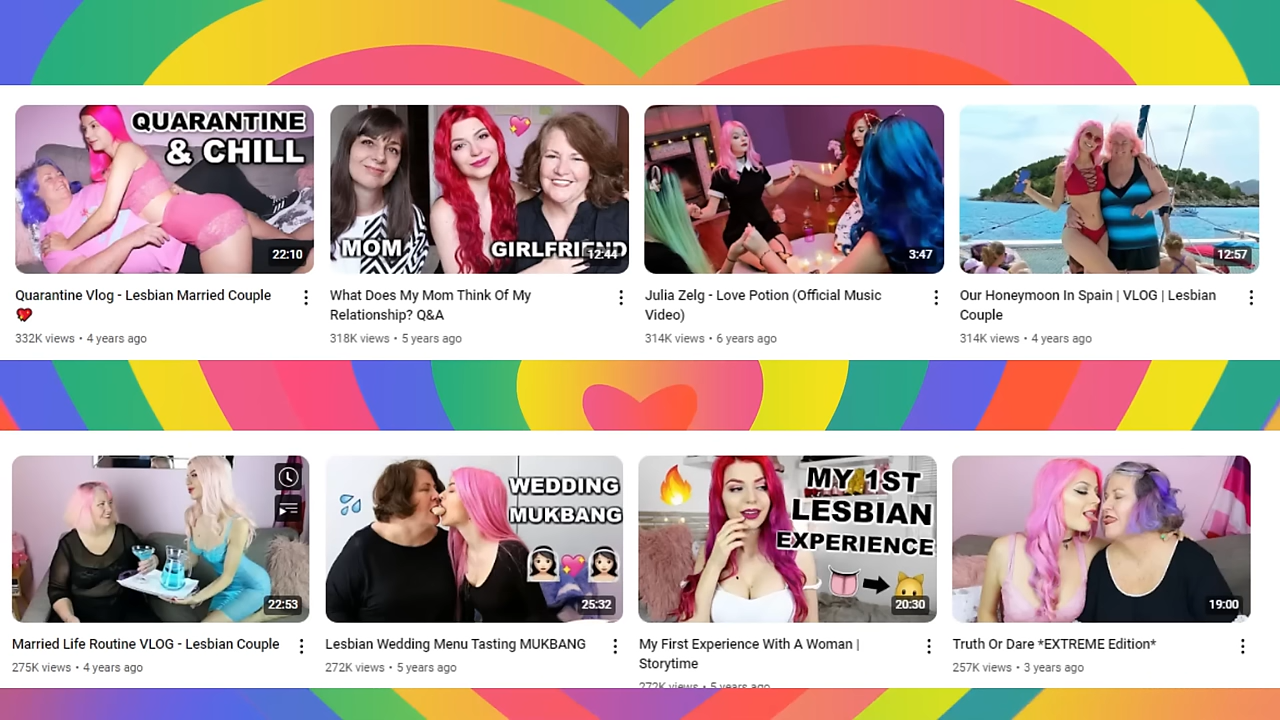 QUARANTINE
& CHILL
22:10
MOM
GIRLFRIEND
12:44
3:47
12:57
Quarantine Vlog - Lesbian Married Couple
What Does My Mom Think Of My
Relationship? Q&A
Julia Zelg - Love Potion (Official Music
Video)
Our Honeymoon In Spain | VLOG | Lesbian
Couple
332K views • 4 years ago
318K views • 5 years ago
314K views • 6 years ago
314K views • 4 years ago
22:53
WEDDING
MUKBANG
25:32
MY 1ST
LESBIAN
EXPERIENCE
20:30
19:00
Married Life Routine VLOG - Lesbian Couple
Lesbian Wedding Menu Tasting MUKBANG
My First Experience With A Woman |
Storytime
Truth Or Dare *EXTREME Edition*
275K views • 4 years ago
272K views • 5 years ago
272K views • 5 years ago
257K views • 3 years ago